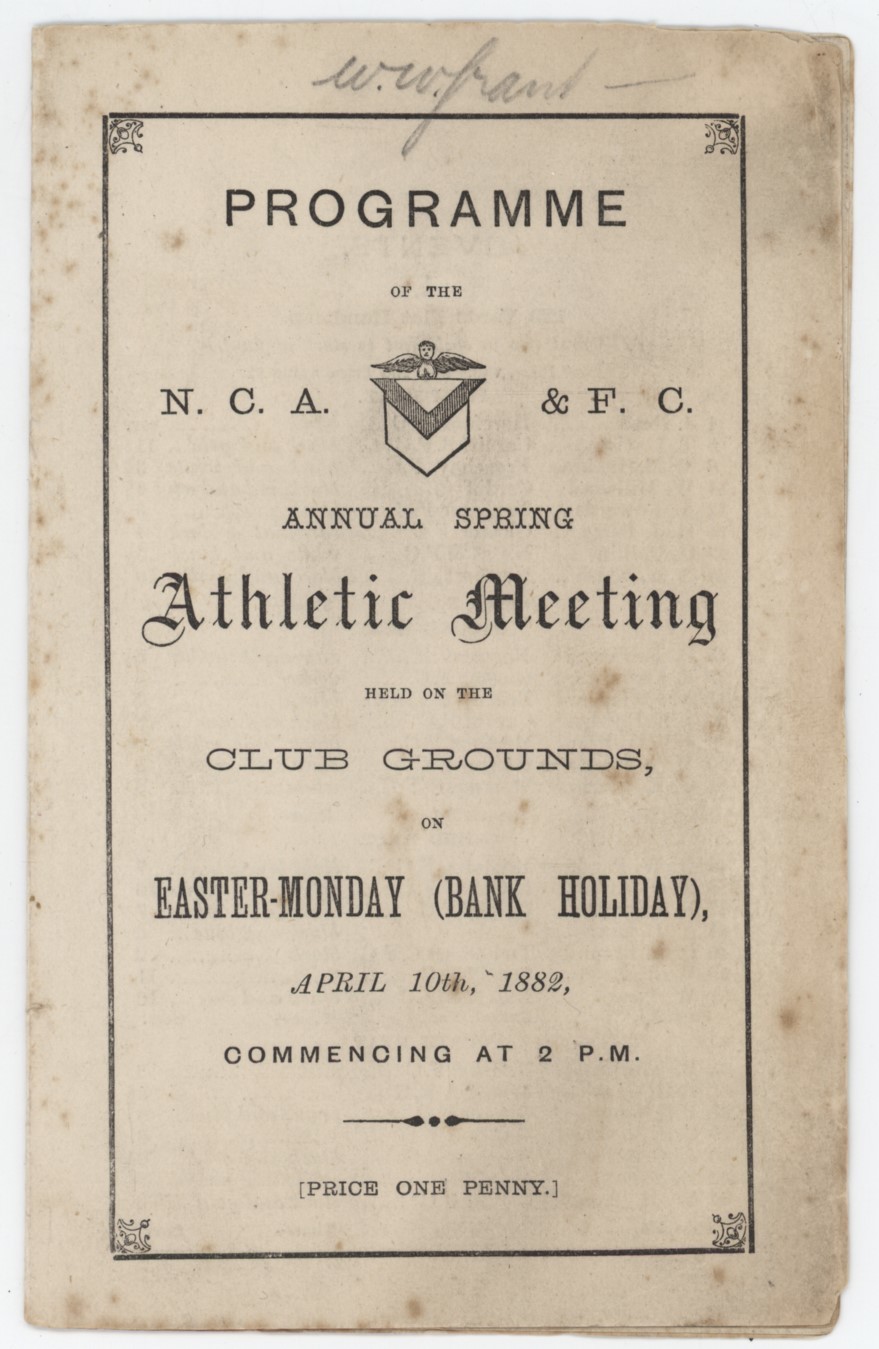 w.w. Grant —
PROGRAMME
OF THE
N. C. A. & F. C.
ANNUAL SPRING
Athletic Meeting
HELD ON THE
CLUB GROUNDS,
ON
EASTER-MONDAY (BANK HOLIDAY),
APRIL 10th, 1882,
COMMENCING AT 2 P.M.
[PRICE ONE PENNY.]